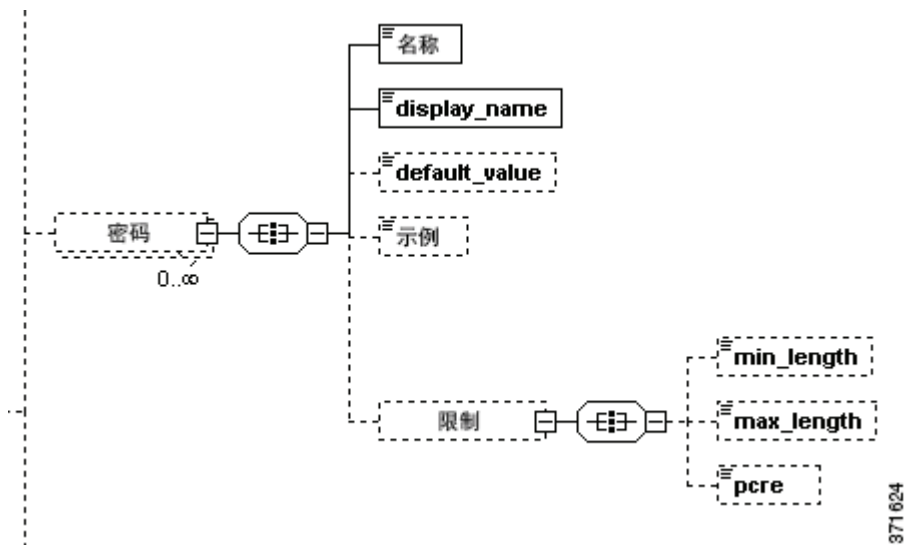 名称
display_name
default_value
密码
0..∞
示例
限制
min_length
max_length
pcre
371624